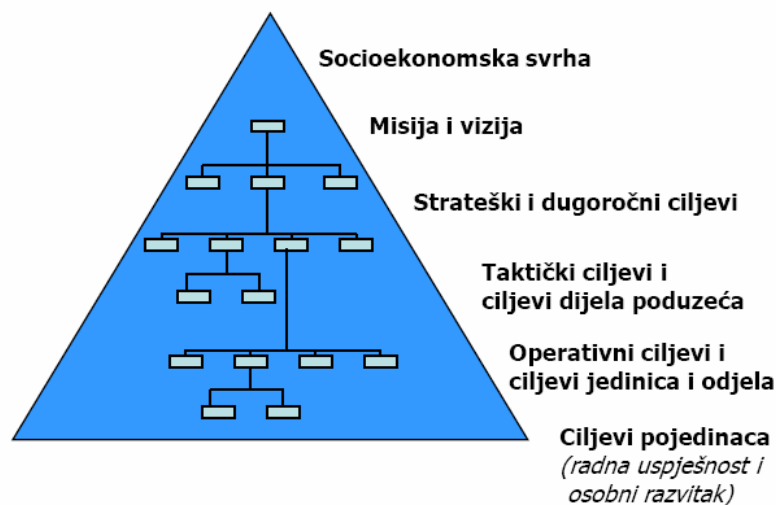 Socioekonomska svrha
Misija i vizija
Strateški i dugoročni ciljevi
Taktički ciljevi i
ciljevi dijela poduzeća
Operativni ciljevi i
ciljevi jedinica i odjela
Ciljevi pojedinaca
(radna uspješnost i
osobni razvitak)